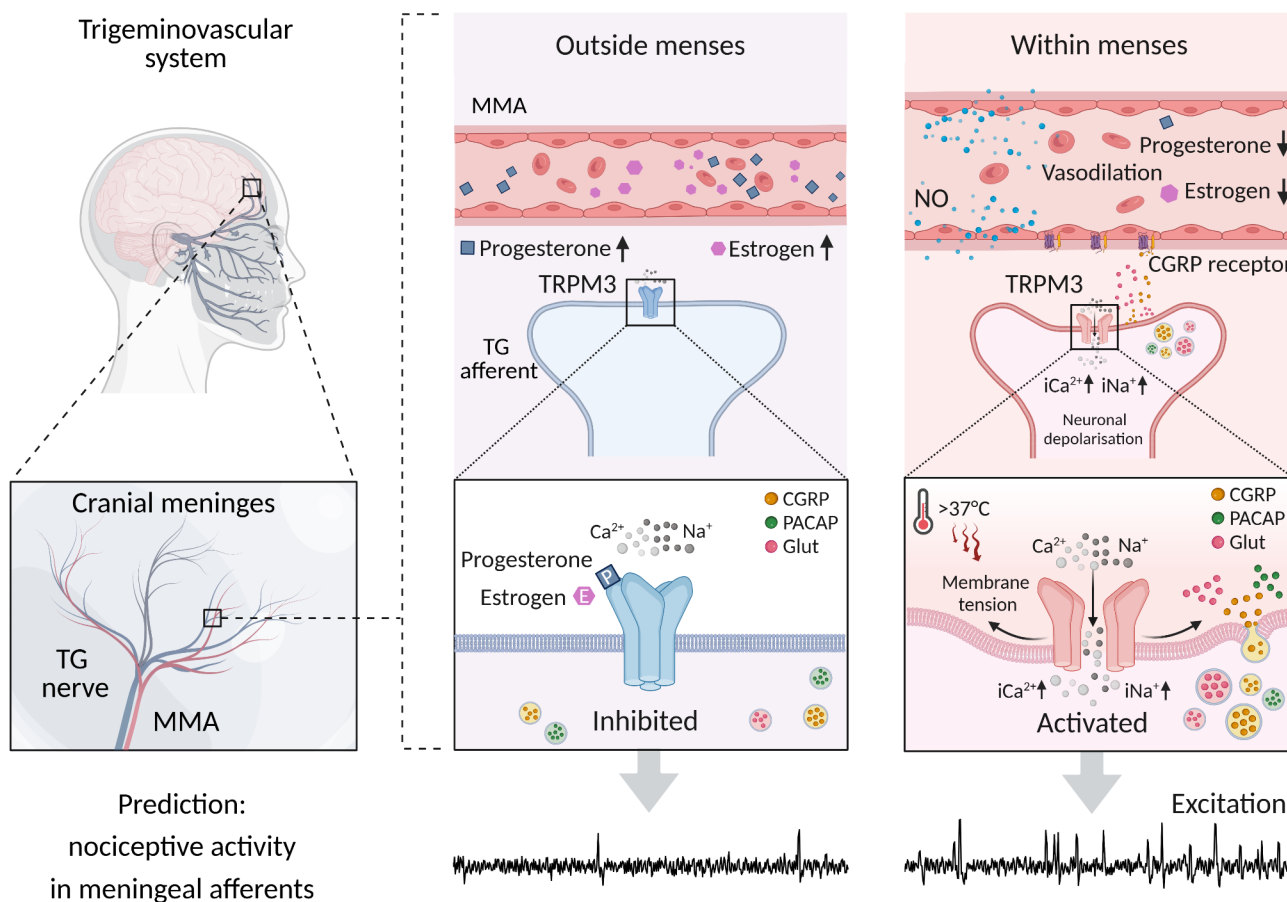 Trigeminovascular
system
Cranial meninges
TG
nerve
MMA
Prediction:
nociceptive activity
in meningeal afferents
Outside menses
MMA
Progesterone
Estrogen
TRPM3
TG
afferent
CGRP
PACAP
Glut
Ca²⁺
Na⁺
Progesterone
P
Estrogen
E
Inhibited
Within menses
Progesterone
Vasodilation
Estrogen
NO
CGRP receptor
TRPM3
iCa²⁺
iNa⁺
Neuronal
depolarisation
>37°C
CGRP
PACAP
Glut
Ca²⁺
Na⁺
Membrane
tension
iCa²⁺
iNa⁺
Activated
Excitation